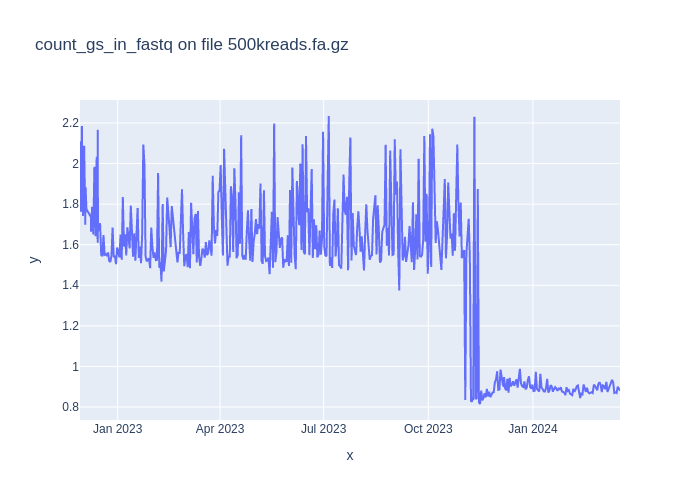 count_gs_in_fastq on file 500kreads.fa.gz
2.2
2
1.8
1.6
1.4
1.2
1
0.8
y
Jan 2023 Apr 2023 Jul 2023 Oct 2023 Jan 2024
x